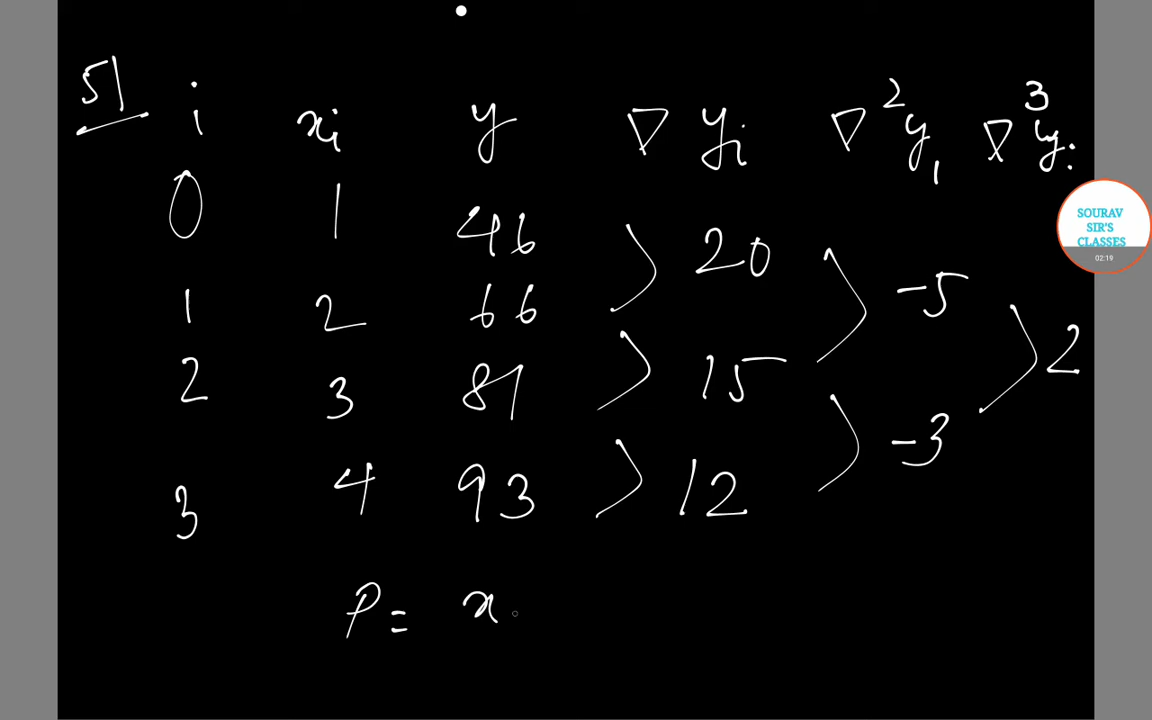 5| i xi y ∇ yi ∇²y1 ∇³yi
0 1 46
20
1 2 66 -5
2 3 81 15 2
-3
3 4 93 12
P = x
SOURAV
SIR'S
CLASSES
02:19